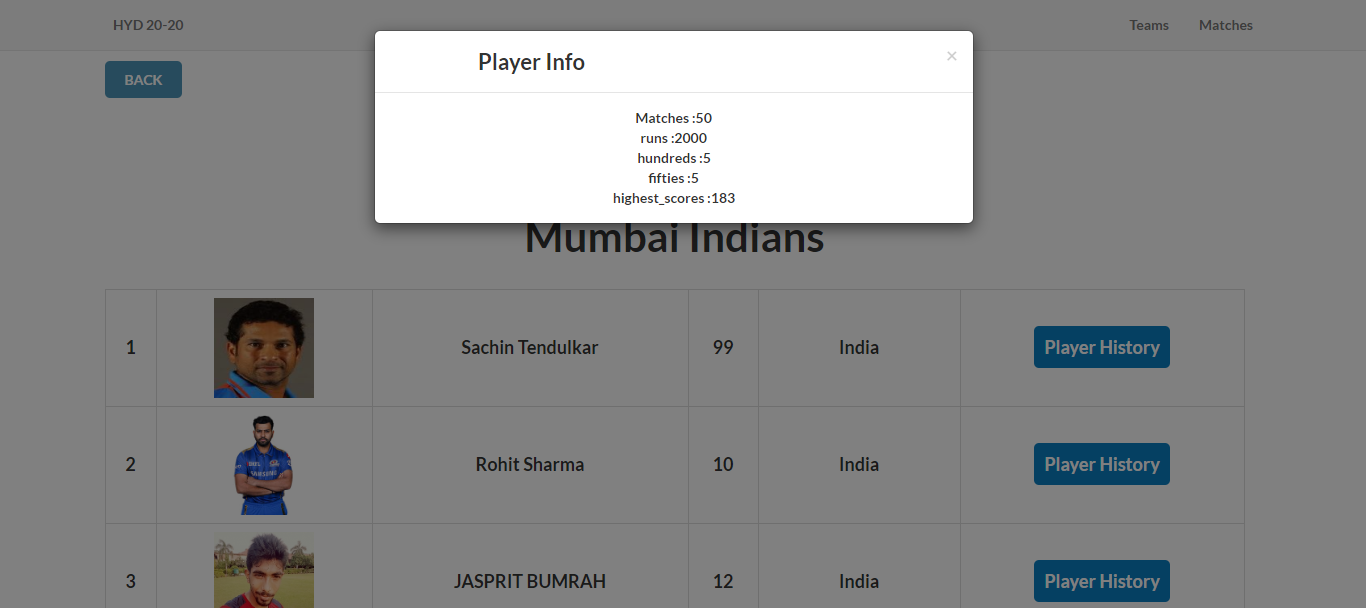 HYD 20-20 Teams Matches
Player Info ×
BACK
Matches :50
runs :2000
hundreds :5
fifties :5
highest_scores :183
Mumbai Indians
1 Sachin Tendulkar 99 India Player History
2 Rohit Sharma 10 India Player History
3 JASPRIT BUMRAH 12 India Player History